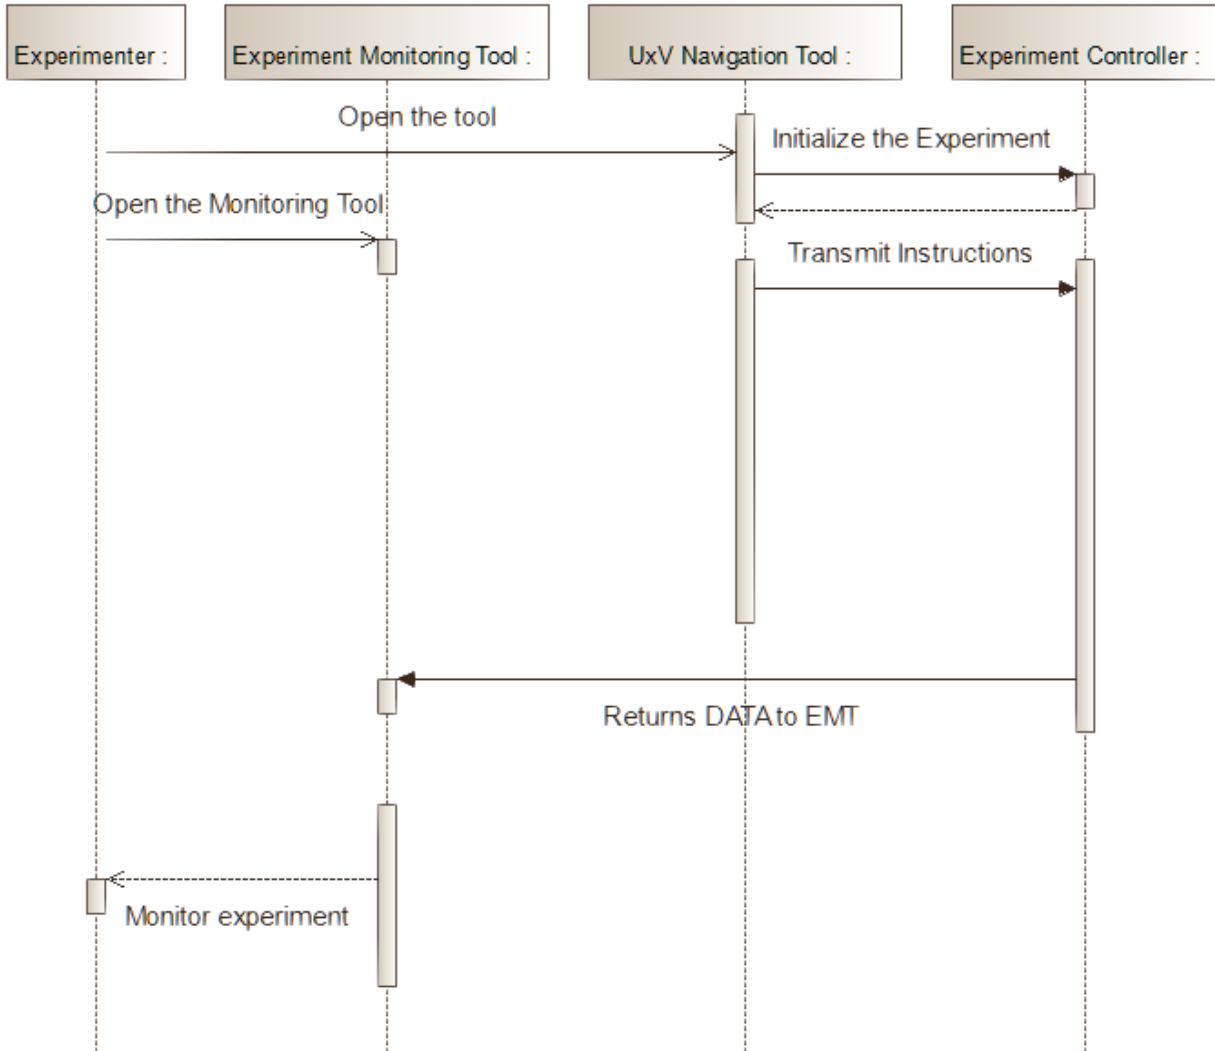 Experimenter :
Experiment Monitoring Tool :
UxV Navigation Tool :
Experiment Controller :
Open the tool
Initialize the Experiment
Open the Monitoring Tool
Transmit Instructions
Returns DATA to EMT
Monitor experiment